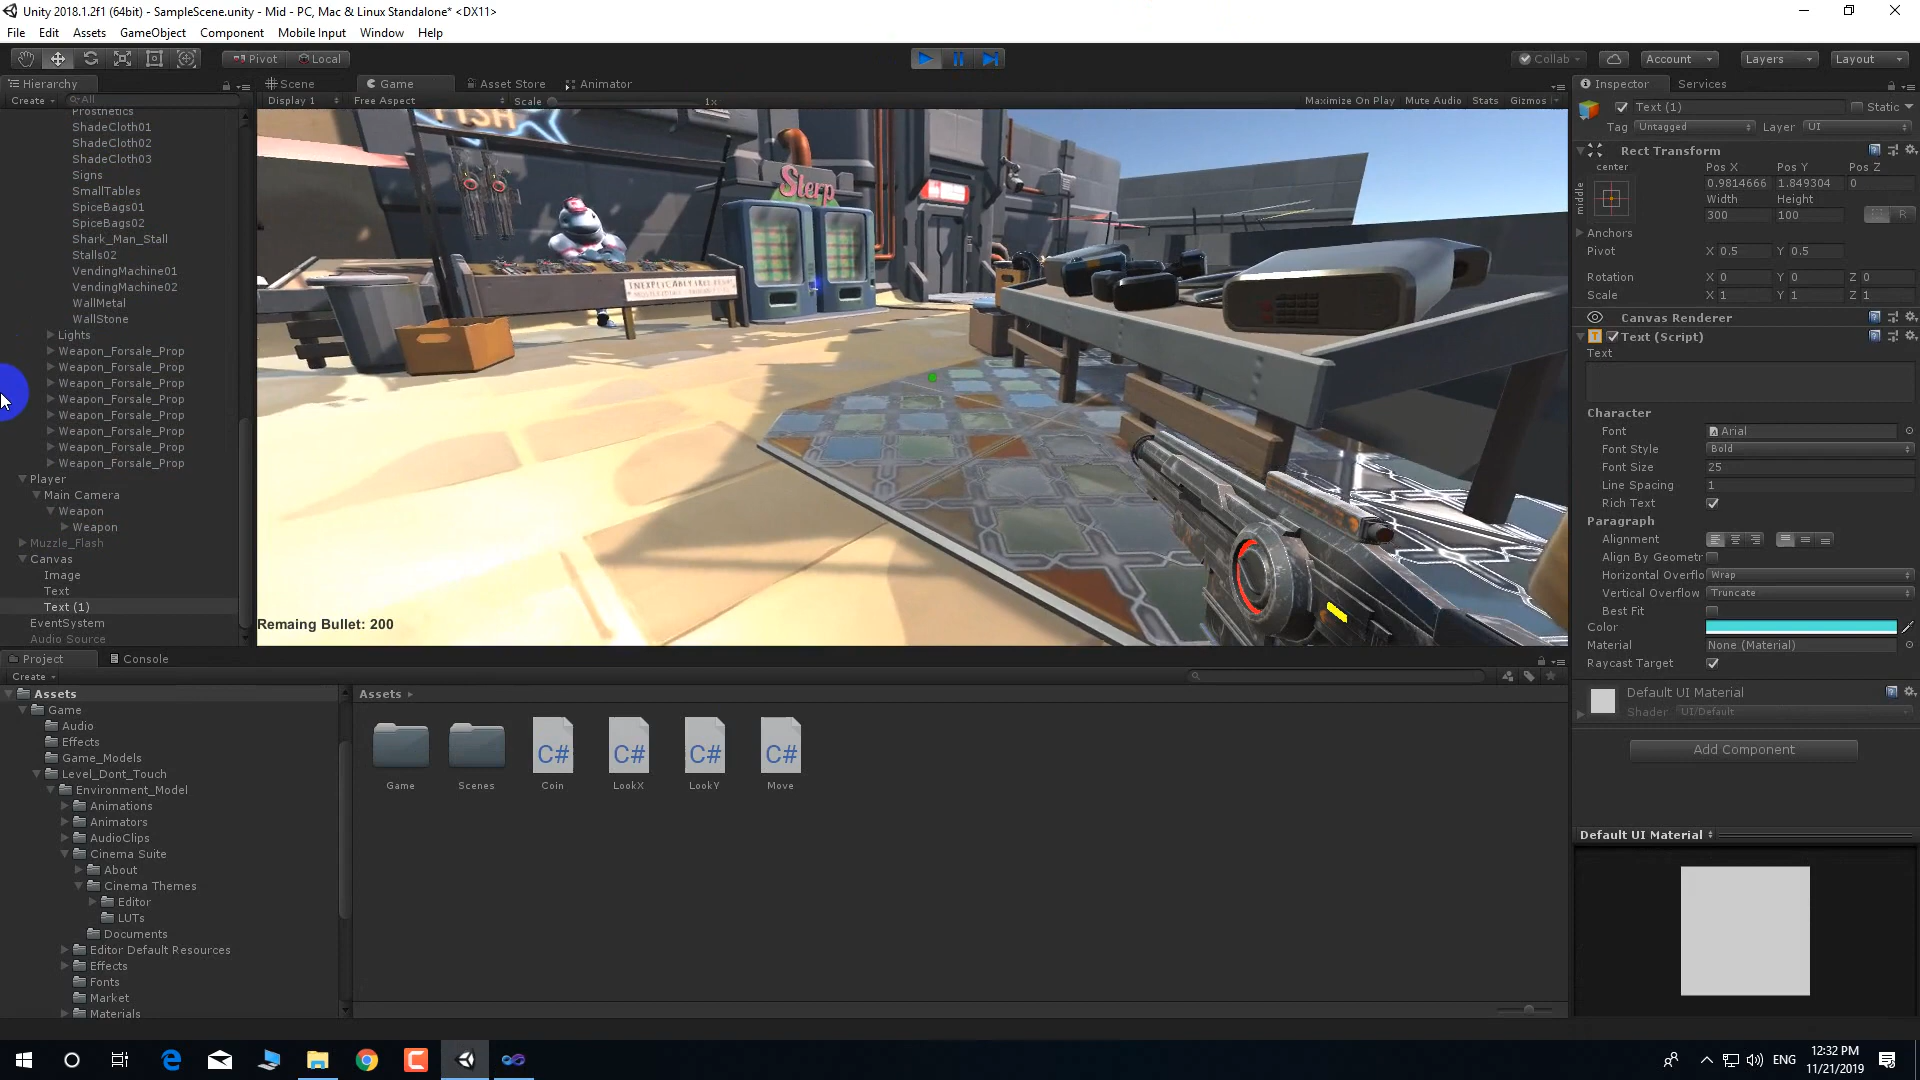 Unity 2018.1.2f1 (64bit) - SampleScene.unity - Mid - PC, Mac & Linux Standalone* <DX11>
File Edit Assets GameObject Component Mobile Input Window Help
Pivot Local Collab Account Layers Layout
Hierarchy Scene Game Asset Store Animator Inspector Services
Create All Display 1 Free Aspect Scale 1x Maximize On Play Mute Audio Stats Gizmos
Prosthetics
ShadeCloth01
ShadeCloth02
ShadeCloth03
Signs
SmallTables
SpiceBags01
SpiceBags02
Shark_Man_Stall
Stalls02
VendingMachine01
VendingMachine02
WallMetal
WallStone
Lights
Weapon_Forsale_Prop
Weapon_Forsale_Prop
Weapon_Forsale_Prop
Weapon_Forsale_Prop
Weapon_Forsale_Prop
Weapon_Forsale_Prop
Weapon_Forsale_Prop
Weapon_Forsale_Prop
Player
Main Camera
Weapon
Weapon
Muzzle_Flash
Canvas
Image
Text
Text (1)
EventSystem
Audio Source
FISH
Slerp
INEXPLICABLY FREE FISH
Remaing Bullet: 200
Text (1) Static
Tag Untagged Layer UI
Rect Transform
center Pos X Pos Y Pos Z
middle 0.9814666 1.849304 0
Width Height
300 100 R
Anchors
Pivot X 0.5 Y 0.5
Rotation X 0 Y 0 Z 0
Scale X 1 Y 1 Z 1
Canvas Renderer
Text (Script)
Text
Character
Font Arial
Font Style Bold
Font Size 25
Line Spacing 1
Rich Text
Paragraph
Alignment
Align By Geometr
Horizontal Overflo Wrap
Vertical Overflow Truncate
Best Fit
Color
Material None (Material)
Raycast Target
Default UI Material
Shader UI/Default
Add Component
Default UI Material
Project Console
Create
Assets
Game
Audio
Effects
Game_Models
Level_Dont_Touch
Environment_Model
Animations
Animators
AudioClips
Cinema Suite
About
Cinema Themes
Editor
LUTs
Documents
Editor Default Resources
Effects
Fonts
Market
Materials
Assets
C# C# C# C#
Game Scenes Coin LookX LookY Move
ENG 12:32 PM
11/21/2019